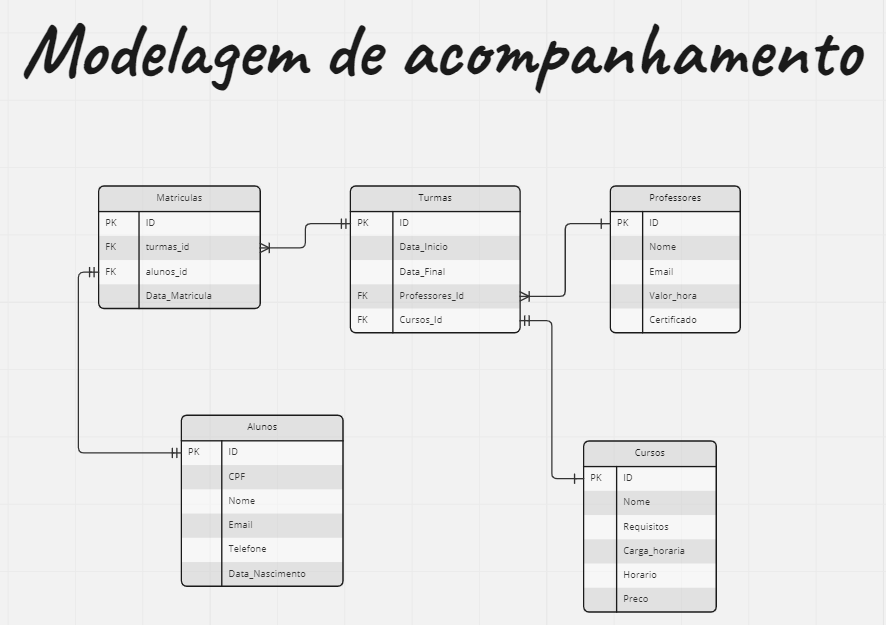 Modelagem de acompanhamento
Matriculas
PK ID
FK turmas_id
FK alunos_id
Data_Matricula
Turmas
PK ID
Data_Inicio
Data_Final
FK Professores_Id
FK Cursos_Id
Professores
PK ID
Nome
Email
Valor_hora
Certificado
Alunos
PK ID
CPF
Nome
Email
Telefone
Data_Nascimento
Cursos
PK ID
Nome
Requisitos
Carga_horaria
Horario
Preco